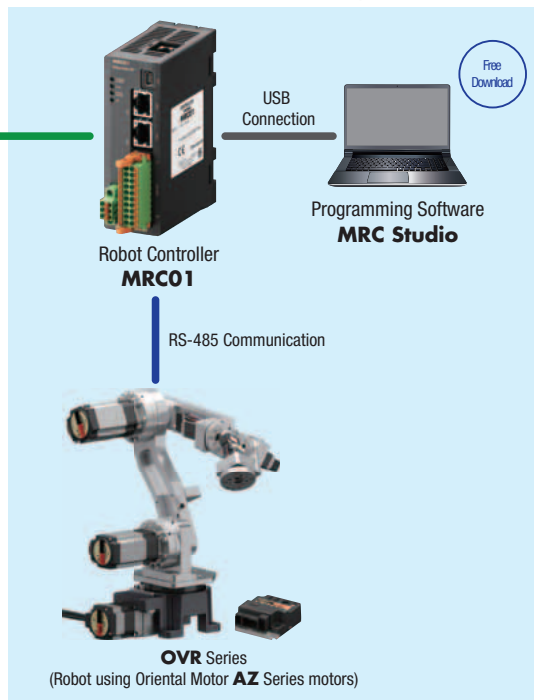 Free
Download
USB
Connection
Programming Software
MRC Studio
Robot Controller
MRC01
RS-485 Communication
OVR Series
(Robot using Oriental Motor AZ Series motors)